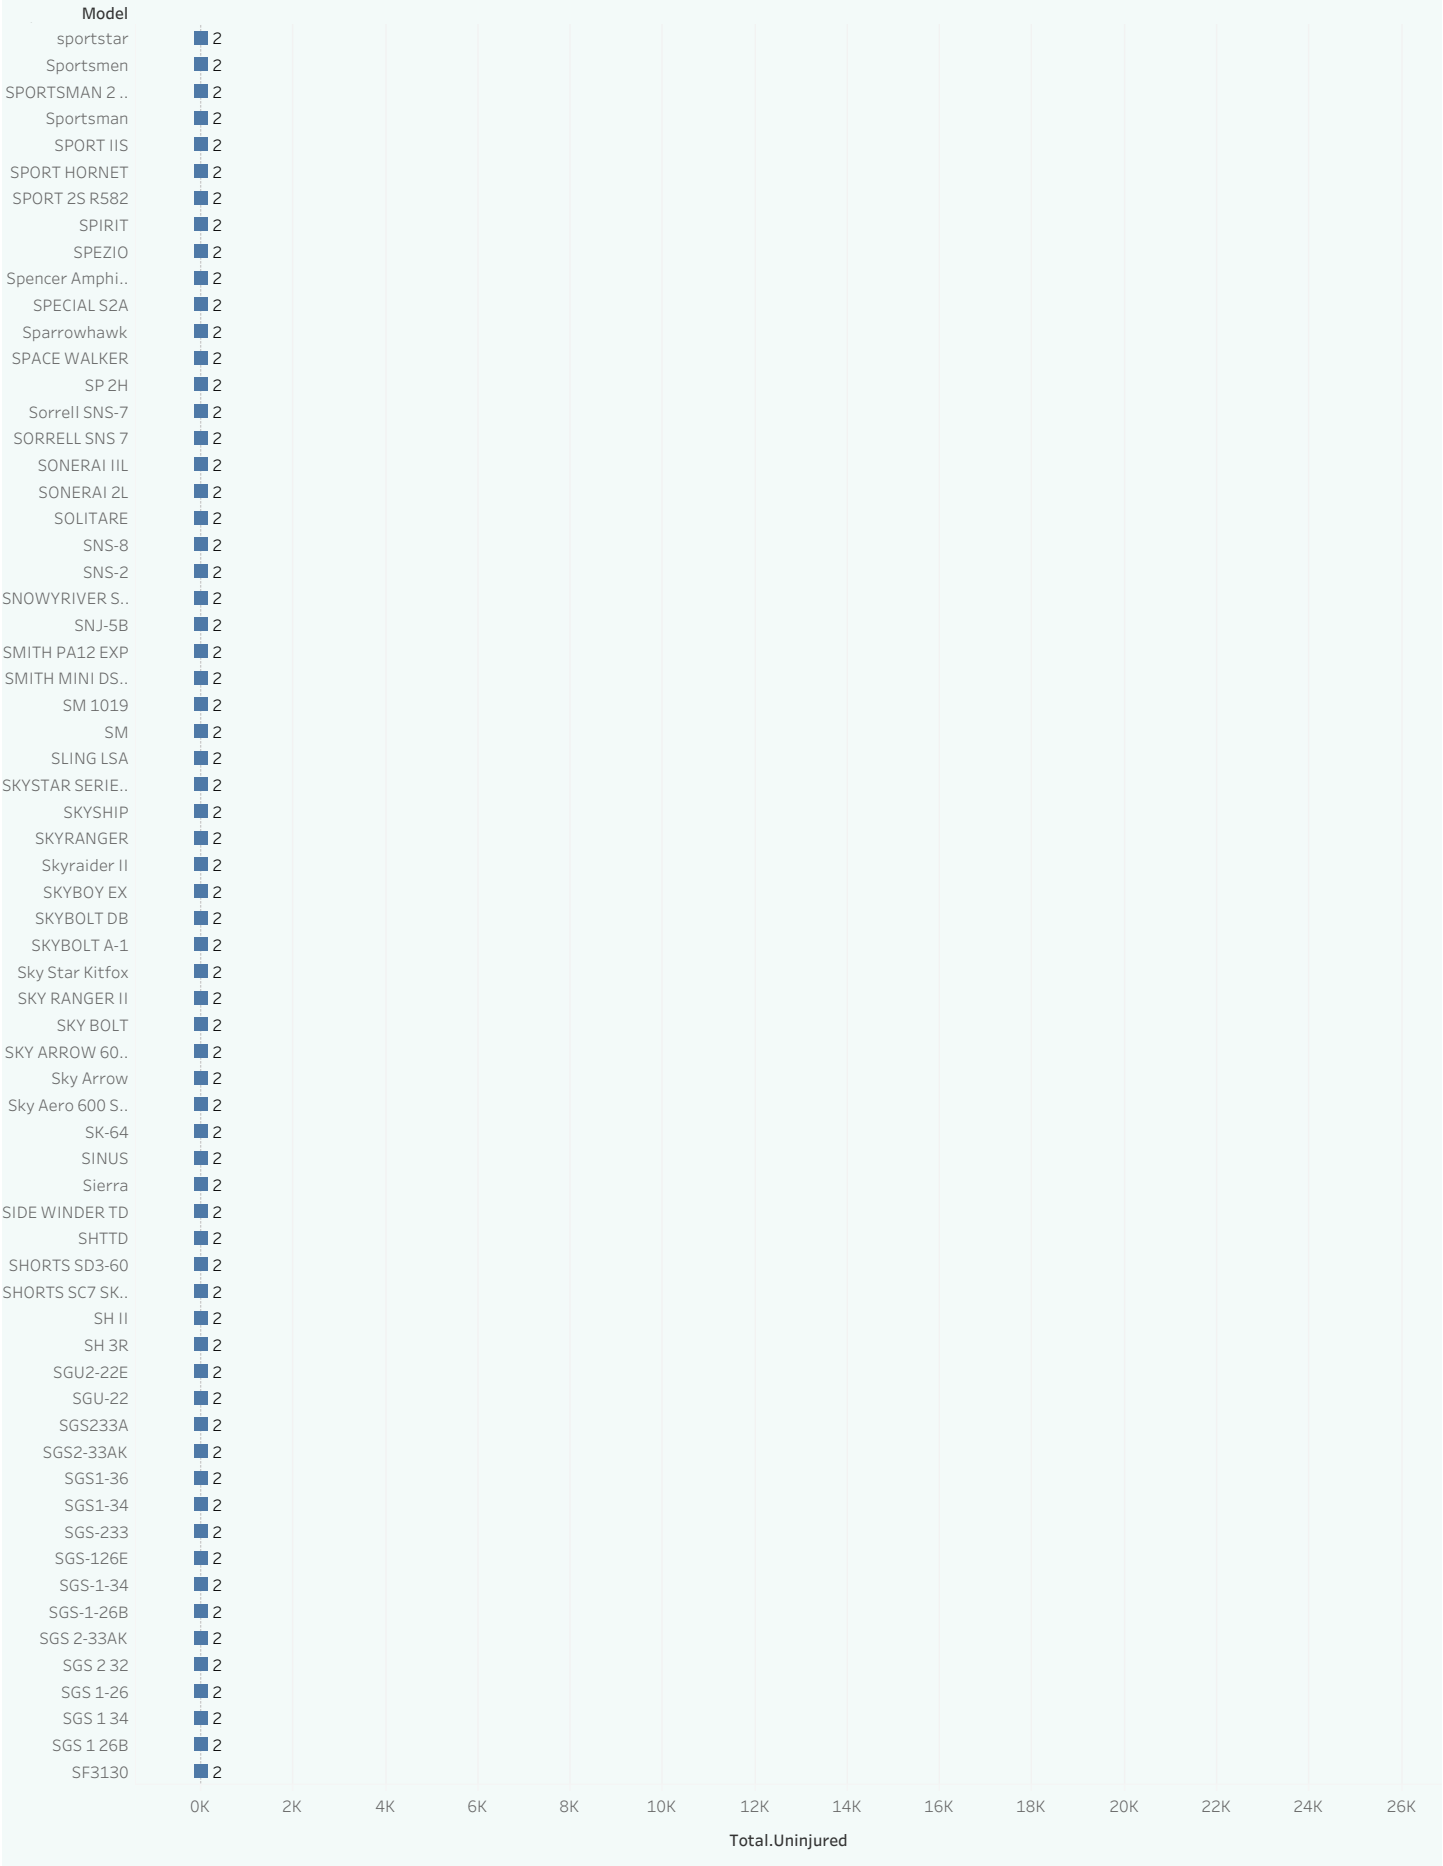 Model
sportstar 2
Sportsmen 2
SPORTSMAN 2 .. 2
Sportsman 2
SPORT IIS 2
SPORT HORNET 2
SPORT 2S R582 2
SPIRIT 2
SPEZIO 2
Spencer Amphi.. 2
SPECIAL S2A 2
Sparrowhawk 2
SPACE WALKER 2
SP 2H 2
Sorrell SNS-7 2
SORRELL SNS 7 2
SONERAI IIL 2
SONERAI 2L 2
SOLITARE 2
SNS-8 2
SNS-2 2
SNOWYRIVER S.. 2
SNJ-5B 2
SMITH PA12 EXP 2
SMITH MINI DS.. 2
SM 1019 2
SM 2
SLING LSA 2
SKYSTAR SERIE.. 2
SKYSHIP 2
SKYRANGER 2
Skyraider II 2
SKYBOY EX 2
SKYBOLT DB 2
SKYBOLT A-1 2
Sky Star Kitfox 2
SKY RANGER II 2
SKY BOLT 2
SKY ARROW 60.. 2
Sky Arrow 2
Sky Aero 600 S.. 2
SK-64 2
SINUS 2
Sierra 2
SIDE WINDER TD 2
SHTTD 2
SHORTS SD3-60 2
SHORTS SC7 SK.. 2
SH II 2
SH 3R 2
SGU2-22E 2
SGU-22 2
SGS233A 2
SGS2-33AK 2
SGS1-36 2
SGS1-34 2
SGS-233 2
SGS-126E 2
SGS-1-34 2
SGS-1-26B 2
SGS 2-33AK 2
SGS 2 32 2
SGS 1-26 2
SGS 1 34 2
SGS 1 26B 2
SF3130 2
0K 2K 4K 6K 8K 10K 12K 14K 16K 18K 20K 22K 24K 26K
Total.Uninjured